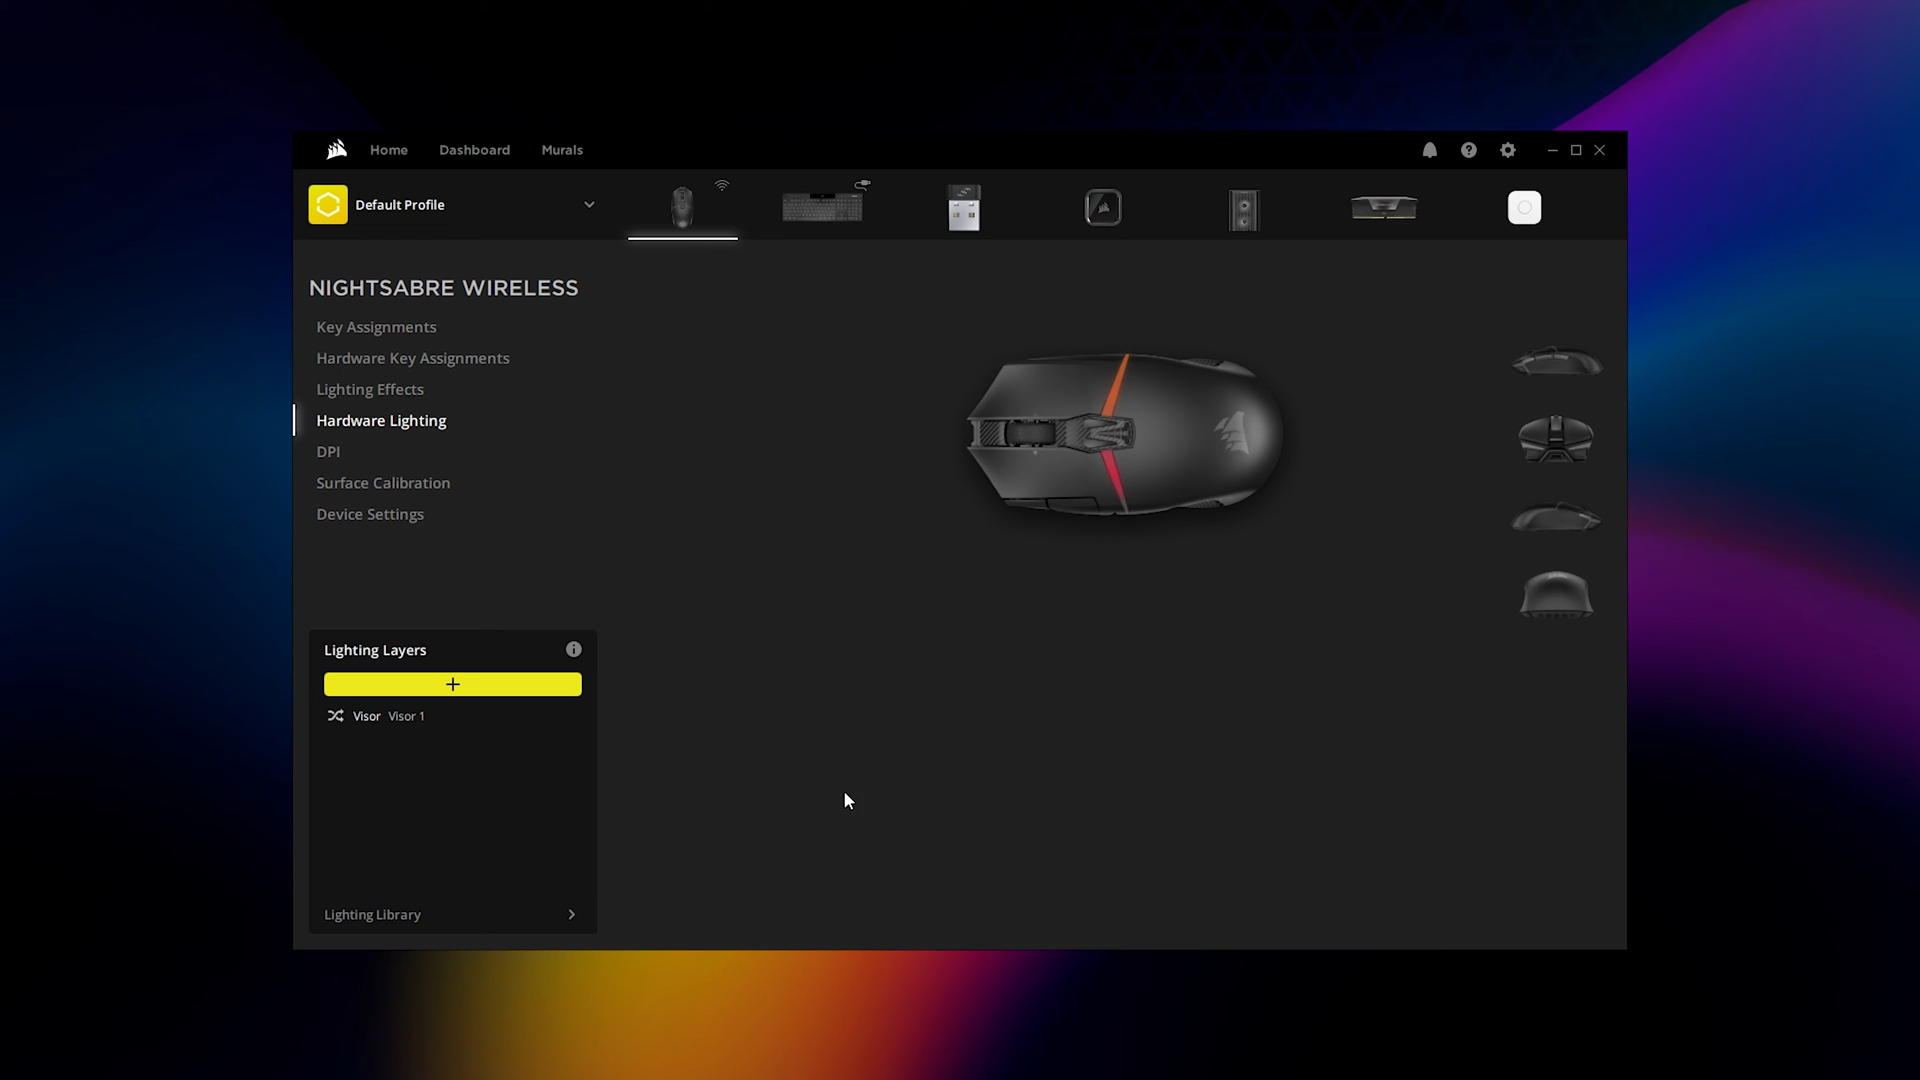 Home
Dashboard
Murals
Default Profile
NIGHTSABRE WIRELESS
Key Assignments
Hardware Key Assignments
Lighting Effects
Hardware Lighting
DPI
Surface Calibration
Device Settings
Lighting Layers
Visor Visor 1
Lighting Library